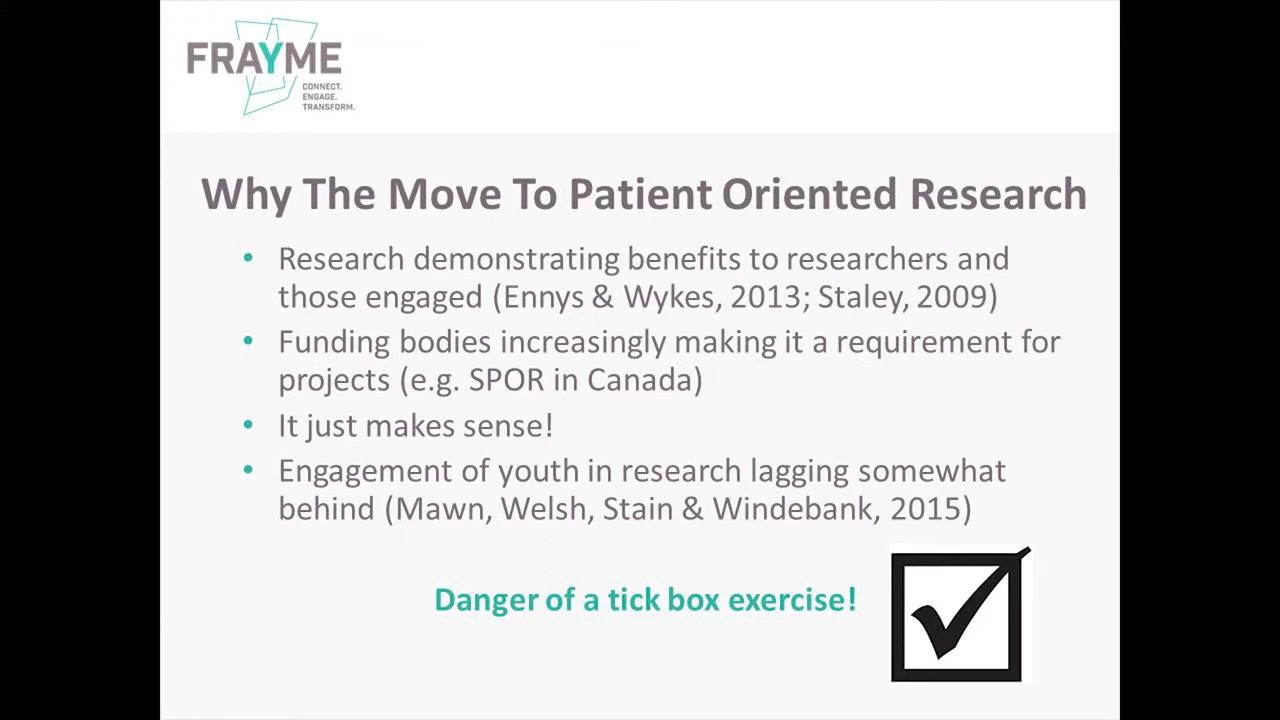 FRAYME
CONNECT.
ENGAGE.
TRANSFORM.
Why The Move To Patient Oriented Research
• Research demonstrating benefits to researchers and
those engaged (Ennys & Wykes, 2013; Staley, 2009)
• Funding bodies increasingly making it a requirement for
projects (e.g. SPOR in Canada)
• It just makes sense!
• Engagement of youth in research lagging somewhat
behind (Mawn, Welsh, Stain & Windebank, 2015)
Danger of a tick box exercise!